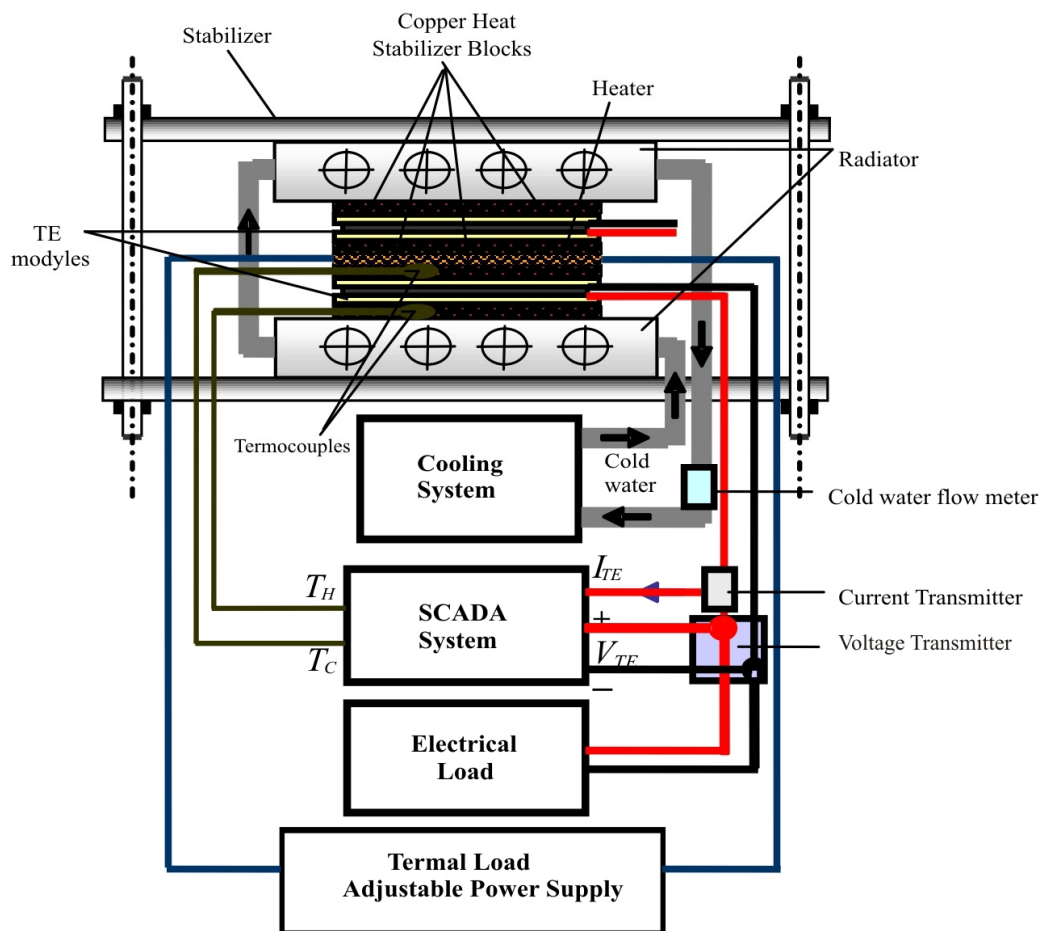 Stabilizer
Copper Heat
Stabilizer Blocks
Heater
Radiator
TE
modyles
Termocouples
Cooling
System
Cold
water
Cold water flow meter
T_H
T_C
SCADA
System
I_TE
+
V_TE
−
Current Transmitter
Voltage Transmitter
Electrical
Load
Termal Load
Adjustable Power Supply